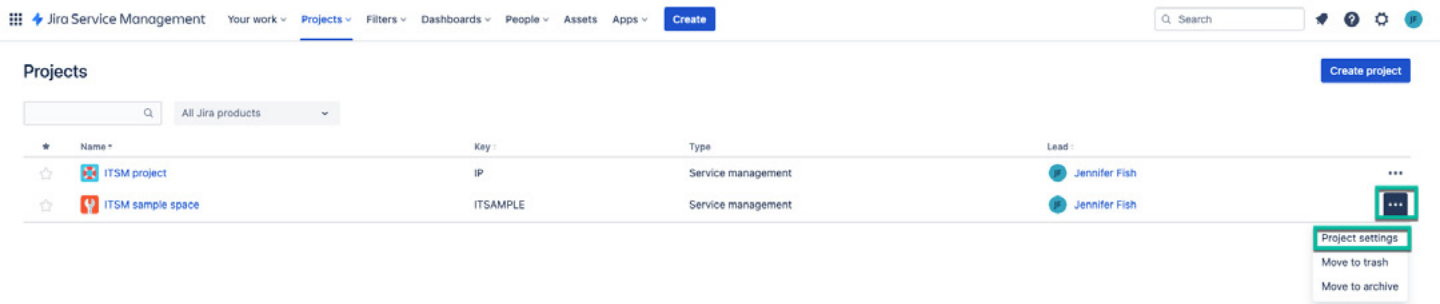 Jira Service Management Your work Projects Filters Dashboards People Assets Apps Create Search JF
Projects Create project
All Jira products
Name Key Type Lead
ITSM project IP Service management JF Jennifer Fish
ITSM sample space ITSAMPLE Service management JF Jennifer Fish
Project settings
Move to trash
Move to archive